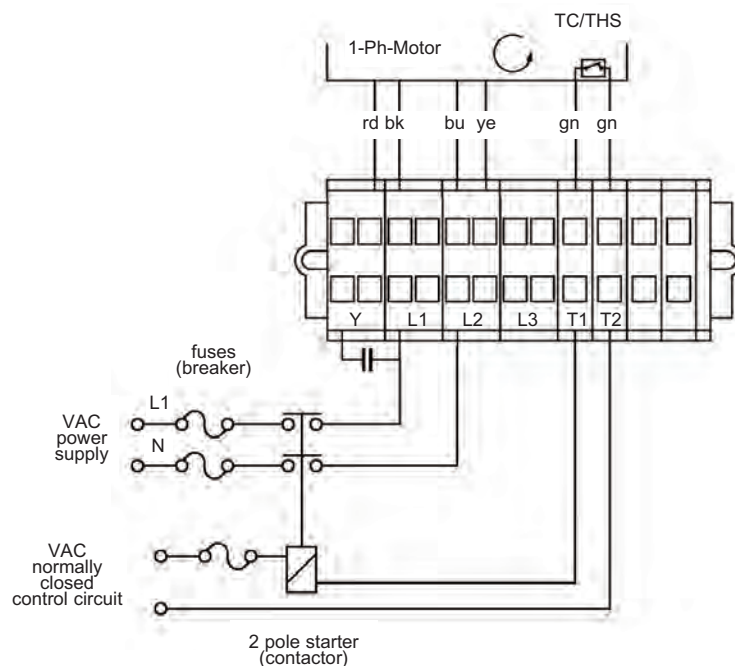 TC/THS
1-Ph-Motor
rd bk bu ye gn gn
Y L1 L2 L3 T1 T2
fuses
(breaker)
L1
VAC
power
supply
N
VAC
normally
closed
control circuit
2 pole starter
(contactor)